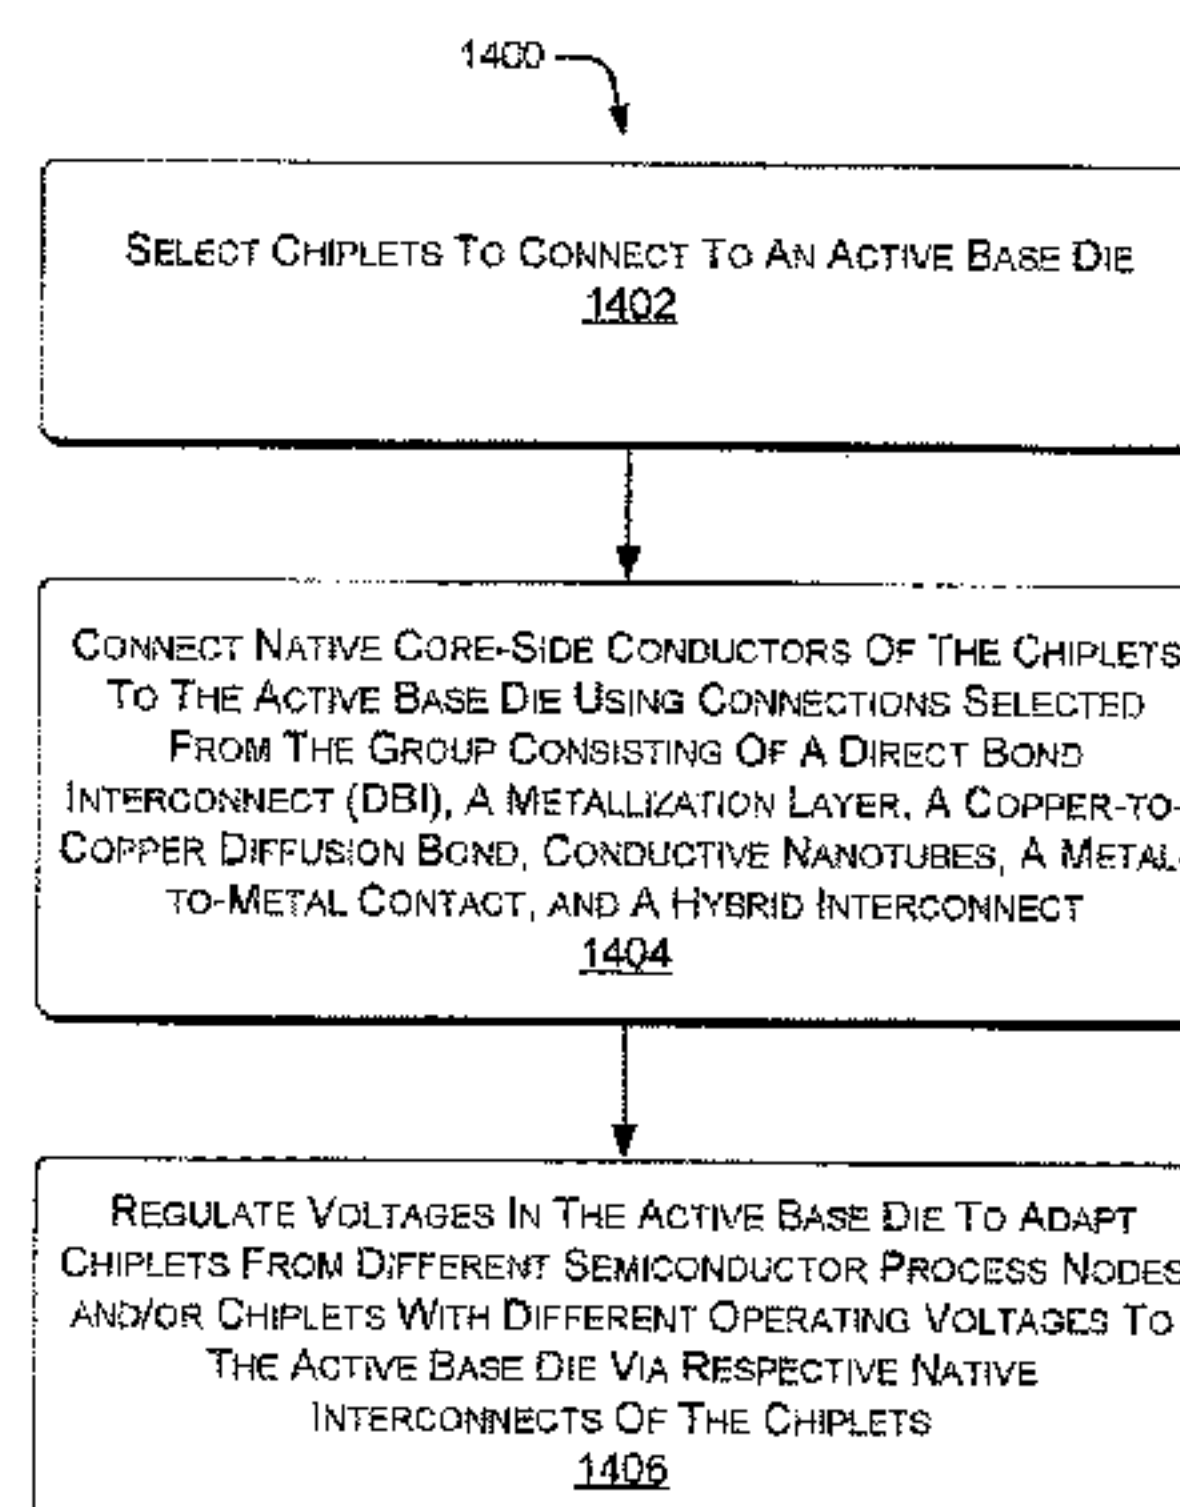 1400
SELECT CHIPLETS TO CONNECT TO AN ACTIVE BASE DIE
1402
CONNECT NATIVE CORE-SIDE CONDUCTORS OF THE CHIPLETS
TO THE ACTIVE BASE DIE USING CONNECTIONS SELECTED
FROM THE GROUP CONSISTING OF A DIRECT BOND
INTERCONNECT (DBI), A METALLIZATION LAYER, A COPPER-TO-
COPPER DIFFUSION BOND, CONDUCTIVE NANOTUBES, A METAL-
TO-METAL CONTACT, AND A HYBRID INTERCONNECT
1404
REGULATE VOLTAGES IN THE ACTIVE BASE DIE TO ADAPT
CHIPLETS FROM DIFFERENT SEMICONDUCTOR PROCESS NODES
AND/OR CHIPLETS WITH DIFFERENT OPERATING VOLTAGES TO
THE ACTIVE BASE DIE VIA RESPECTIVE NATIVE
INTERCONNECTS OF THE CHIPLETS
1406